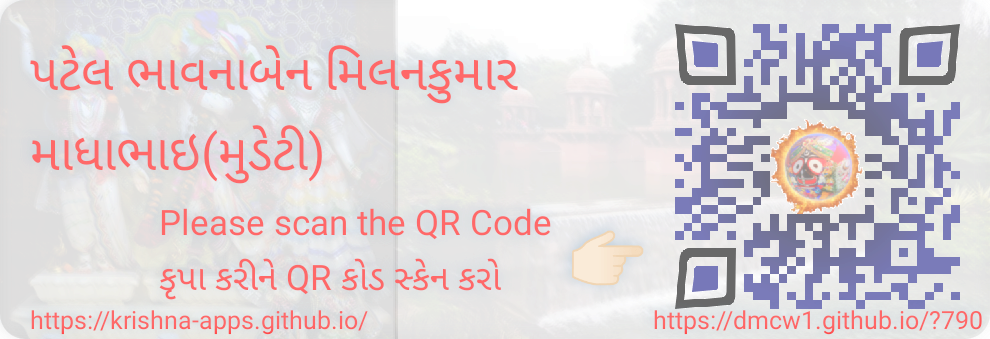 પટેલ ભાવનાબેન મિલનકુમાર
માધાભાઇ(મુડેટી)
Please scan the QR Code
કૃપા કરીને QR કોડ સ્કેન કરો
https://krishna-apps.github.io/
https://dmcw1.github.io/?790